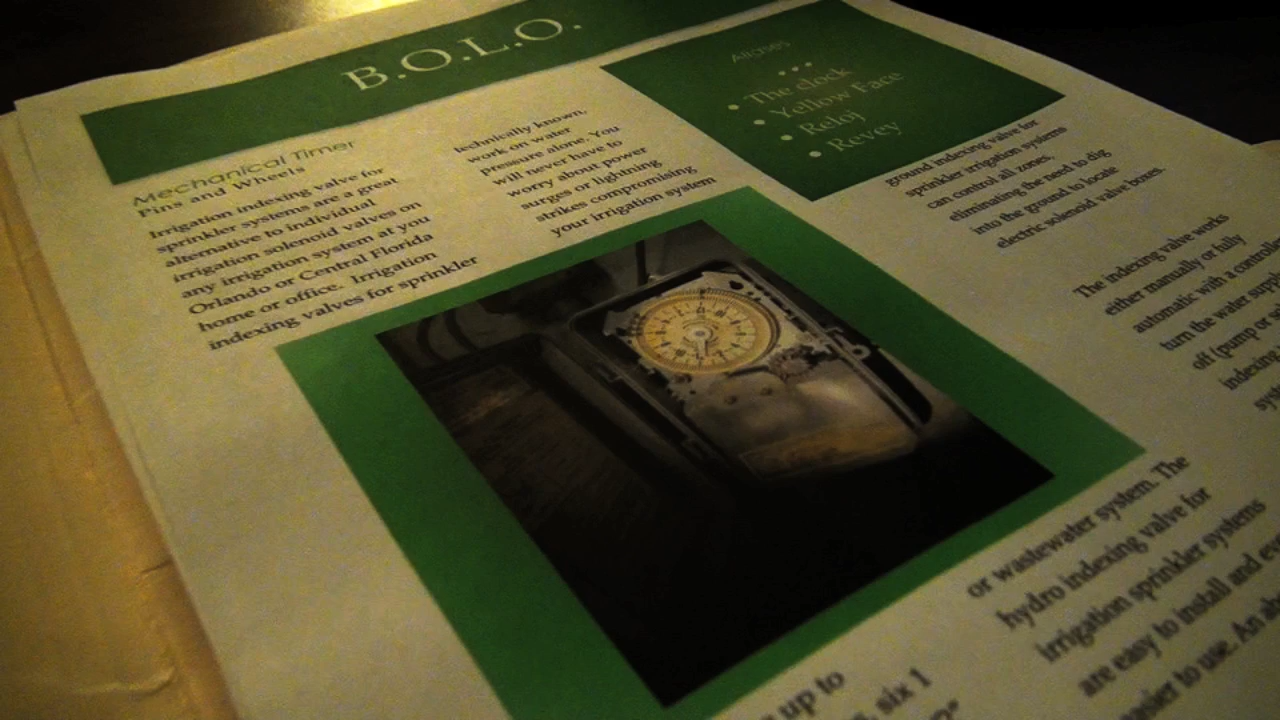 B.O.L.O.
Aliases
The clock
Yellow Face
Reloj
Revey
Mechanical Timer
Pins and Wheels
Irrigation indexing valve for
sprinkler systems are a great
alternative to individual
irrigation solenoid valves on
any irrigation system at you
Orlando or Central Florida
home or office. Irrigation
indexing valves for sprinkler
technically known,
work on water
pressure alone. You
will never have to
worry about power
surges or lightning
strikes compromising
your irrigation system
ground indexing valve for
sprinkler irrigation systems
can control all zones,
eliminating the need to dig
into the ground to locate
electric solenoid valve boxes.
The indexing valve works
either manually or fully
automatic with a controlle
turn the water suppl
off (pump or
indexing
sys
or wastewater system. The
hydro indexing valve for
irrigation sprinkler systems
are easy to install and
easier to use. An
up to
six 1